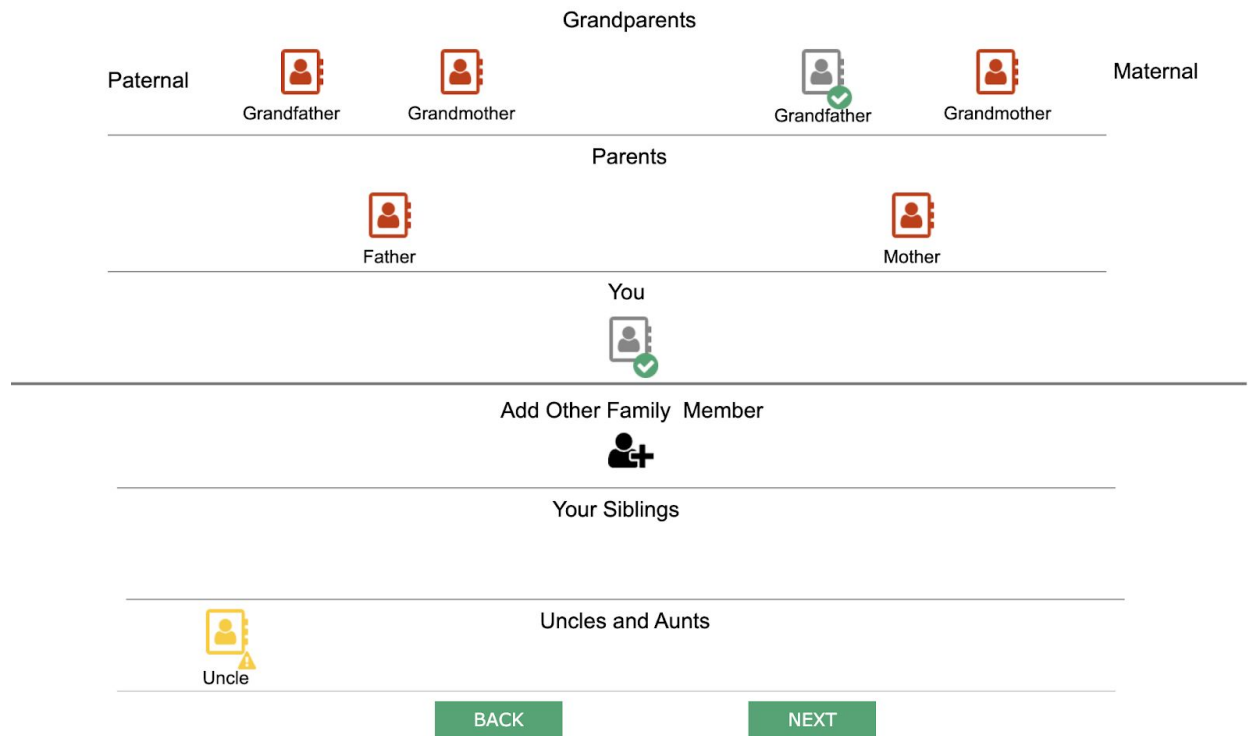 Grandparents
Paternal
Maternal
Grandfather
Grandmother
Grandfather
Grandmother
Parents
Father
Mother
You
Add Other Family  Member
Your Siblings
Uncles and Aunts
Uncle
BACK
NEXT